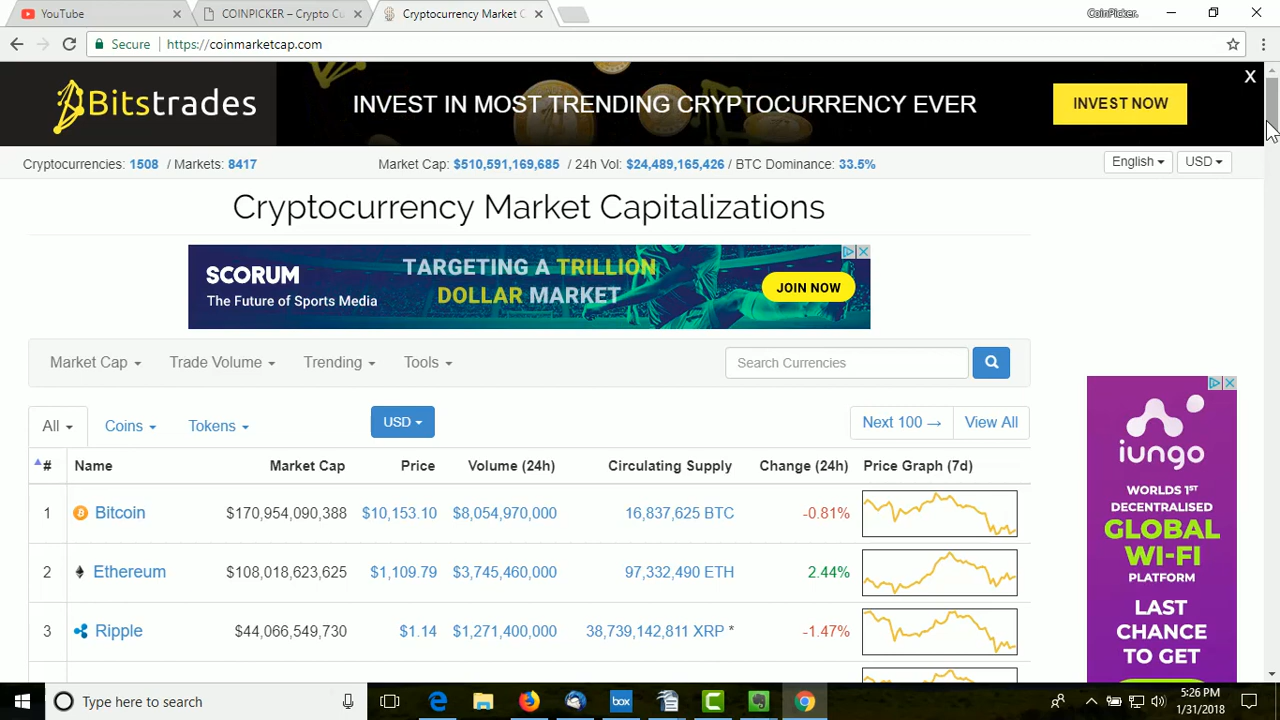 YouTube
COINPICKER – Crypto Cu
Cryptocurrency Market C
CoinPicker.
Secure
https://coinmarketcap.com
Bitstrades
INVEST IN MOST TRENDING CRYPTOCURRENCY EVER
INVEST NOW
X
Cryptocurrencies: 1508 / Markets: 8417
Market Cap: $510,591,169,685 / 24h Vol: $24,489,165,426 / BTC Dominance: 33.5%
English
USD
Cryptocurrency Market Capitalizations
SCORUM
The Future of Sports Media
TARGETING A TRILLION
DOLLAR MARKET
JOIN NOW
Market Cap
Trade Volume
Trending
Tools
Search Currencies
All
Coins
Tokens
USD
Next 100 →
View All
# Name Market Cap Price Volume (24h) Circulating Supply Change (24h) Price Graph (7d)
1 Bitcoin $170,954,090,388 $10,153.10 $8,054,970,000 16,837,625 BTC -0.81%
2 Ethereum $108,018,623,625 $1,109.79 $3,745,460,000 97,332,490 ETH 2.44%
3 Ripple $44,066,549,730 $1.14 $1,271,400,000 38,739,142,811 XRP * -1.47%
iungo
WORLDS 1ST
DECENTRALISED
GLOBAL
WI-FI
PLATFORM
LAST
CHANCE
TO GET
Type here to search
box
5:26 PM
1/31/2018